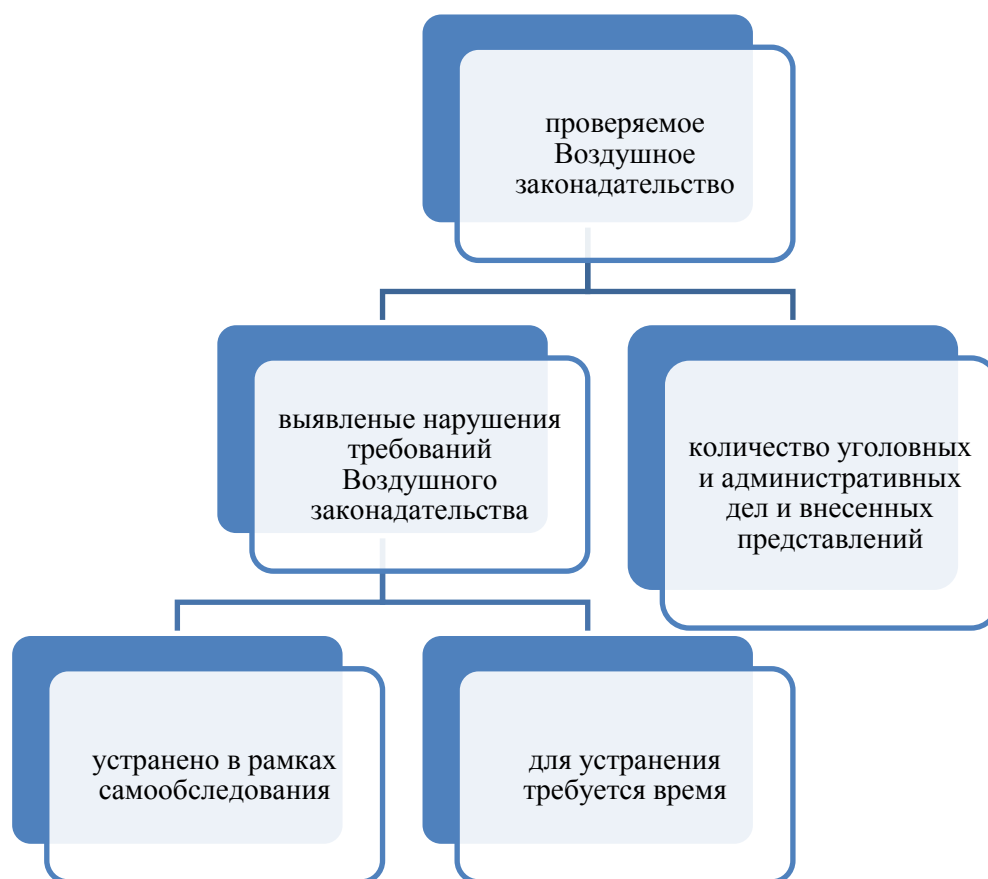 проверяемое
Воздушное
законадательство
выявленые нарушения
требований
Воздушного
законадательства
количество уголовных
и административных
дел и внесенных
представлений
устранено в рамках
самообследования
для устранения
требуется время